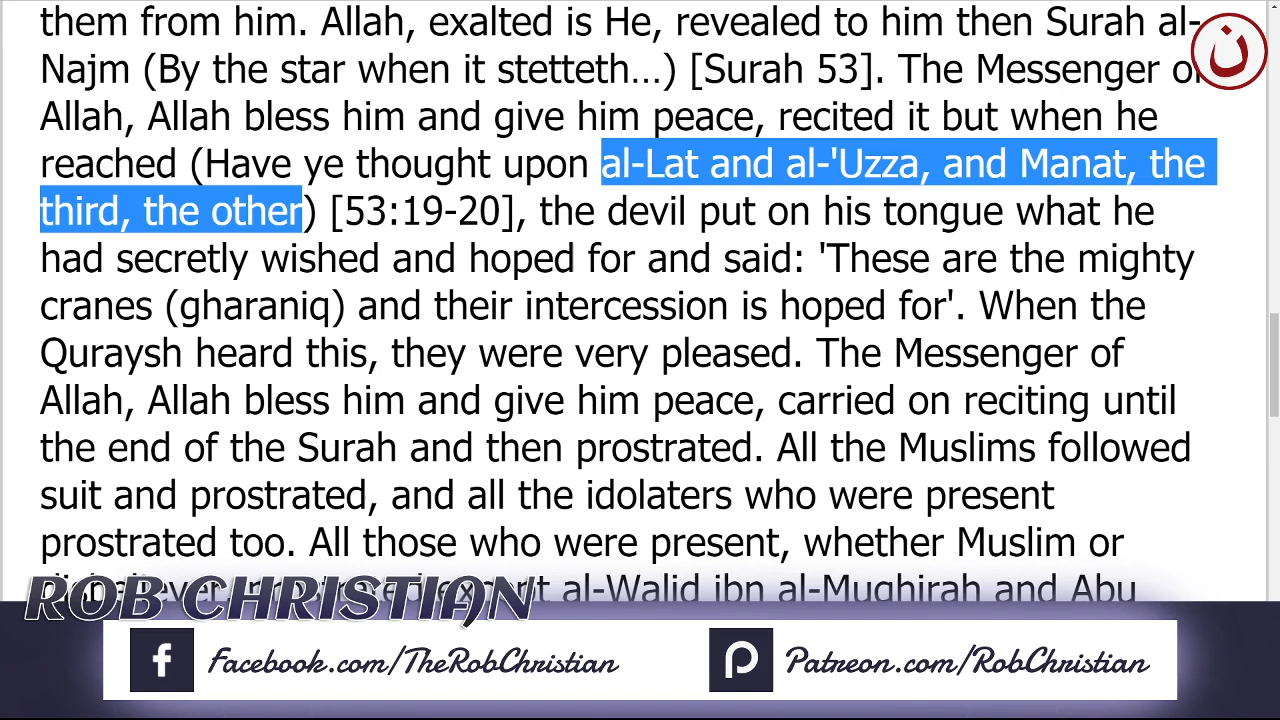 them from him. Allah, exalted is He, revealed to him then Surah al-
Najm (By the star when it stetteth...) [Surah 53]. The Messenger of
Allah, Allah bless him and give him peace, recited it but when he
reached (Have ye thought upon al-Lat and al-'Uzza, and Manat, the
third, the other) [53:19-20], the devil put on his tongue what he
had secretly wished and hoped for and said: 'These are the mighty
cranes (gharaniq) and their intercession is hoped for'. When the
Quraysh heard this, they were very pleased. The Messenger of
Allah, Allah bless him and give him peace, carried on reciting until
the end of the Surah and then prostrated. All the Muslims followed
suit and prostrated, and all the idolaters who were present
prostrated too. All those who were present, whether Muslim or
al-Walid ibn al-Mughirah and Abu
ROB CHRISTIAN
Facebook.com/TheRobChristian
Patreon.com/RobChristian
ن